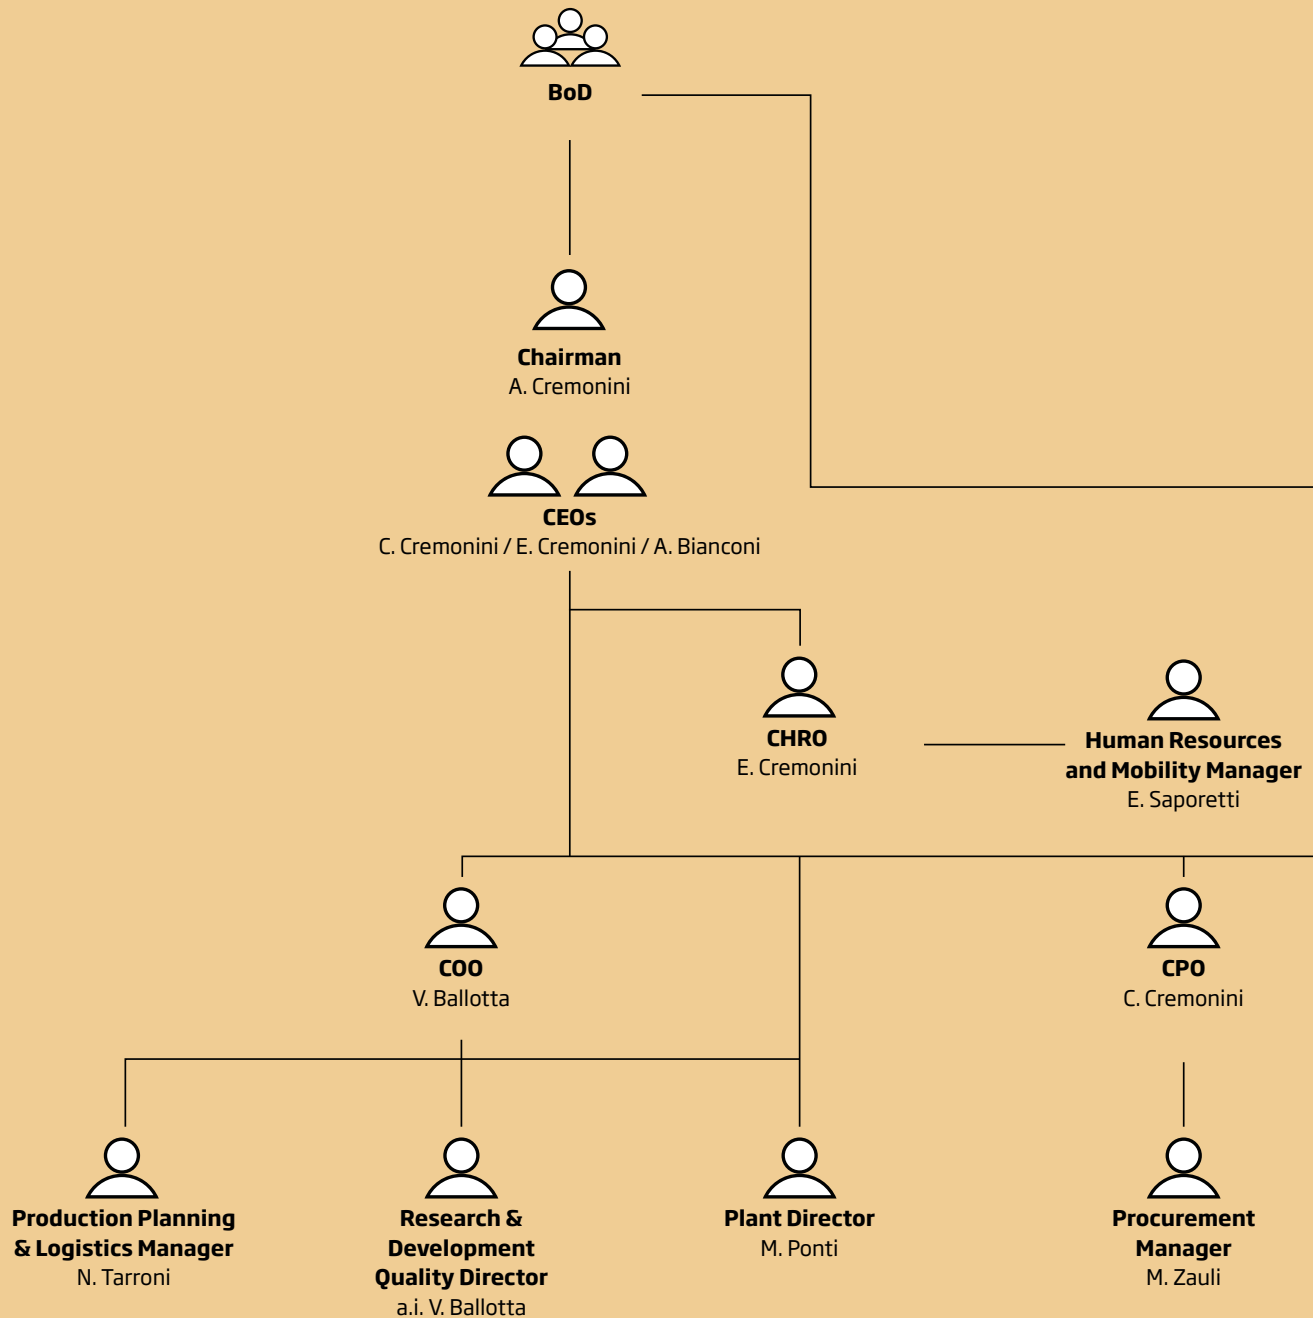 BoD
Chairman
A. Cremonini
CEOs
C. Cremonini / E. Cremonini / A. Bianconi
CHRO
E. Cremonini
Human Resources
and Mobility Manager
E. Saporetti
COO
V. Ballotta
CPO
C. Cremonini
Production Planning
& Logistics Manager
N. Tarroni
Research &
Development
Quality Director
a.i. V. Ballotta
Plant Director
M. Ponti
Procurement
Manager
M. Zauli